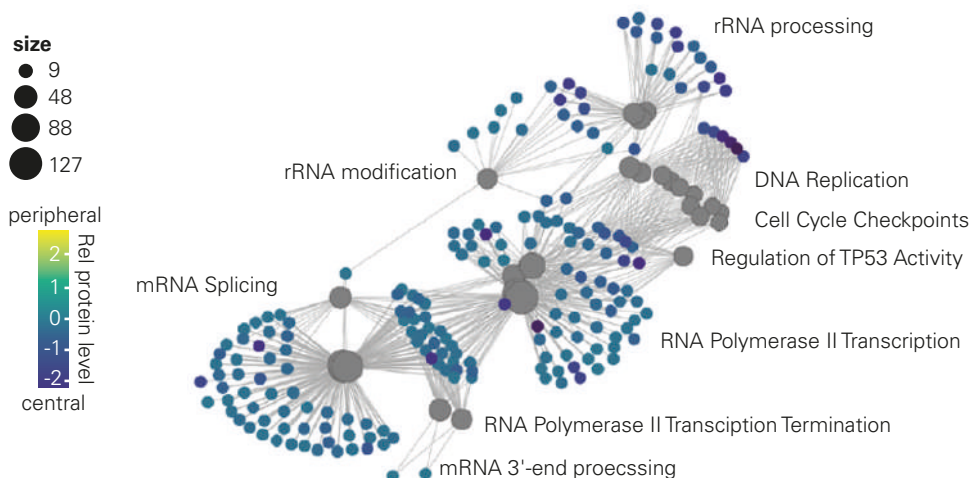 size
9
48
88
127
peripheral
2
1
0
-1
-2
Rel protein level
central
rRNA processing
rRNA modification
DNA Replication
Cell Cycle Checkpoints
Regulation of TP53 Activity
mRNA Splicing
RNA Polymerase II Transcription
RNA Polymerase II Transciption Termination
mRNA 3'-end proecssing